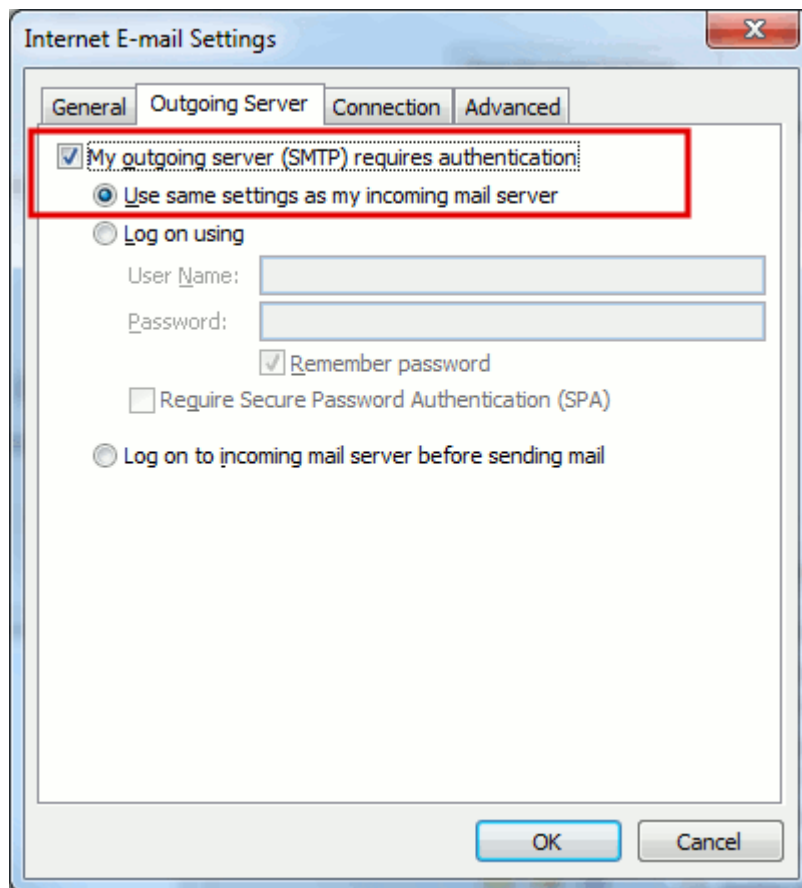 Internet E-mail Settings
General Outgoing Server Connection Advanced
My outgoing server (SMTP) requires authentication
Use same settings as my incoming mail server
Log on using
User Name:
Password:
Remember password
Require Secure Password Authentication (SPA)
Log on to incoming mail server before sending mail
OK Cancel